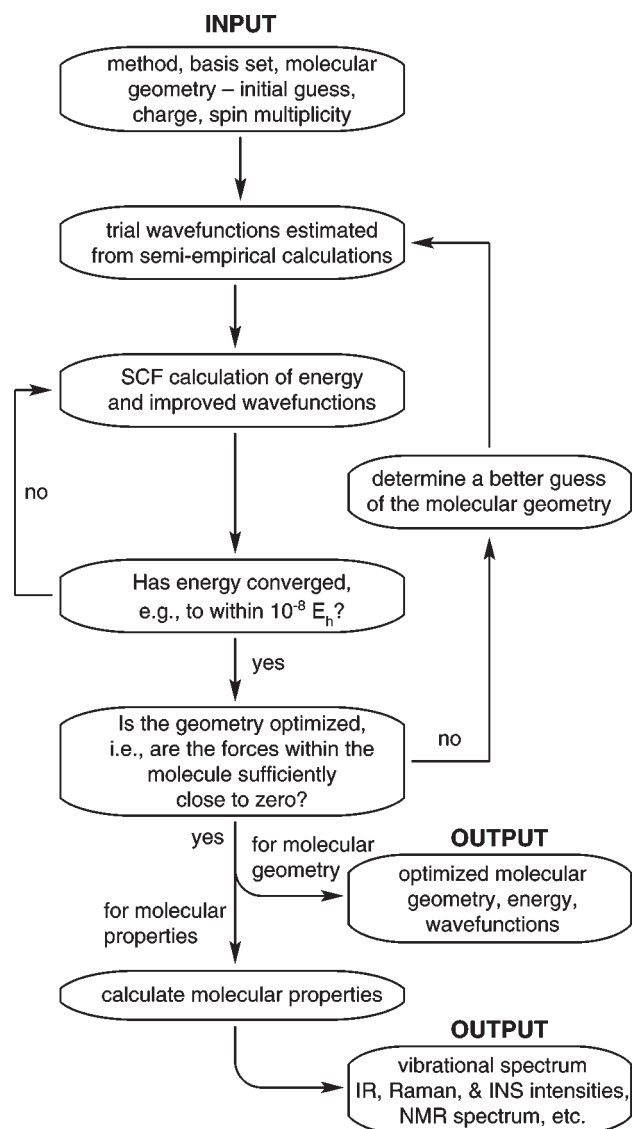 INPUT
method, basis set, molecular
geometry – initial guess,
charge, spin multiplicity
trial wavefunctions estimated
from semi-empirical calculations
SCF calculation of energy
and improved wavefunctions
no
determine a better guess
of the molecular geometry
Has energy converged,
e.g., to within 10⁻⁸ Eₕ?
yes
Is the geometry optimized,
i.e., are the forces within the
molecule sufficiently
close to zero?
no
yes
for molecular
geometry
OUTPUT
optimized molecular
geometry, energy,
wavefunctions
for molecular
properties
calculate molecular properties
OUTPUT
vibrational spectrum
IR, Raman, & INS intensities,
NMR spectrum, etc.